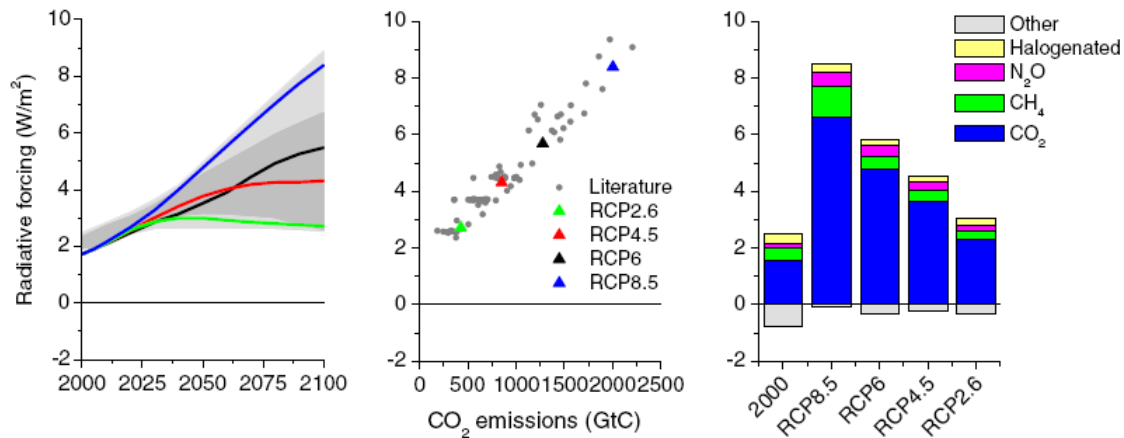 Radiative forcing (W/m²)
10
8
6
4
2
0
-2
2000 2025 2050 2075 2100
10
8
6
4
2
0
-2
Literature
RCP2.6
RCP4.5
RCP6
RCP8.5
0 500 1000 1500 2000 2500
CO₂ emissions (GtC)
10
8
6
4
2
0
-2
2000
RCP8.5
RCP6
RCP4.5
RCP2.6
Other
Halogenated
N₂O
CH₄
CO₂